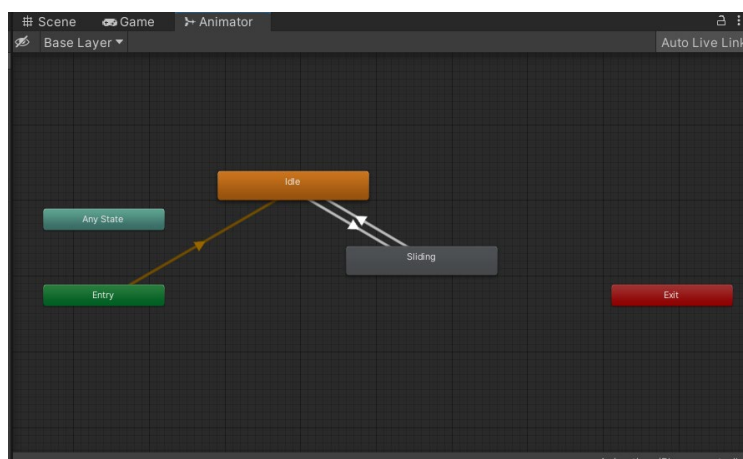 Scene Game Animator
Base Layer Auto Live Link
Idle
Any State
Sliding
Entry
Exit